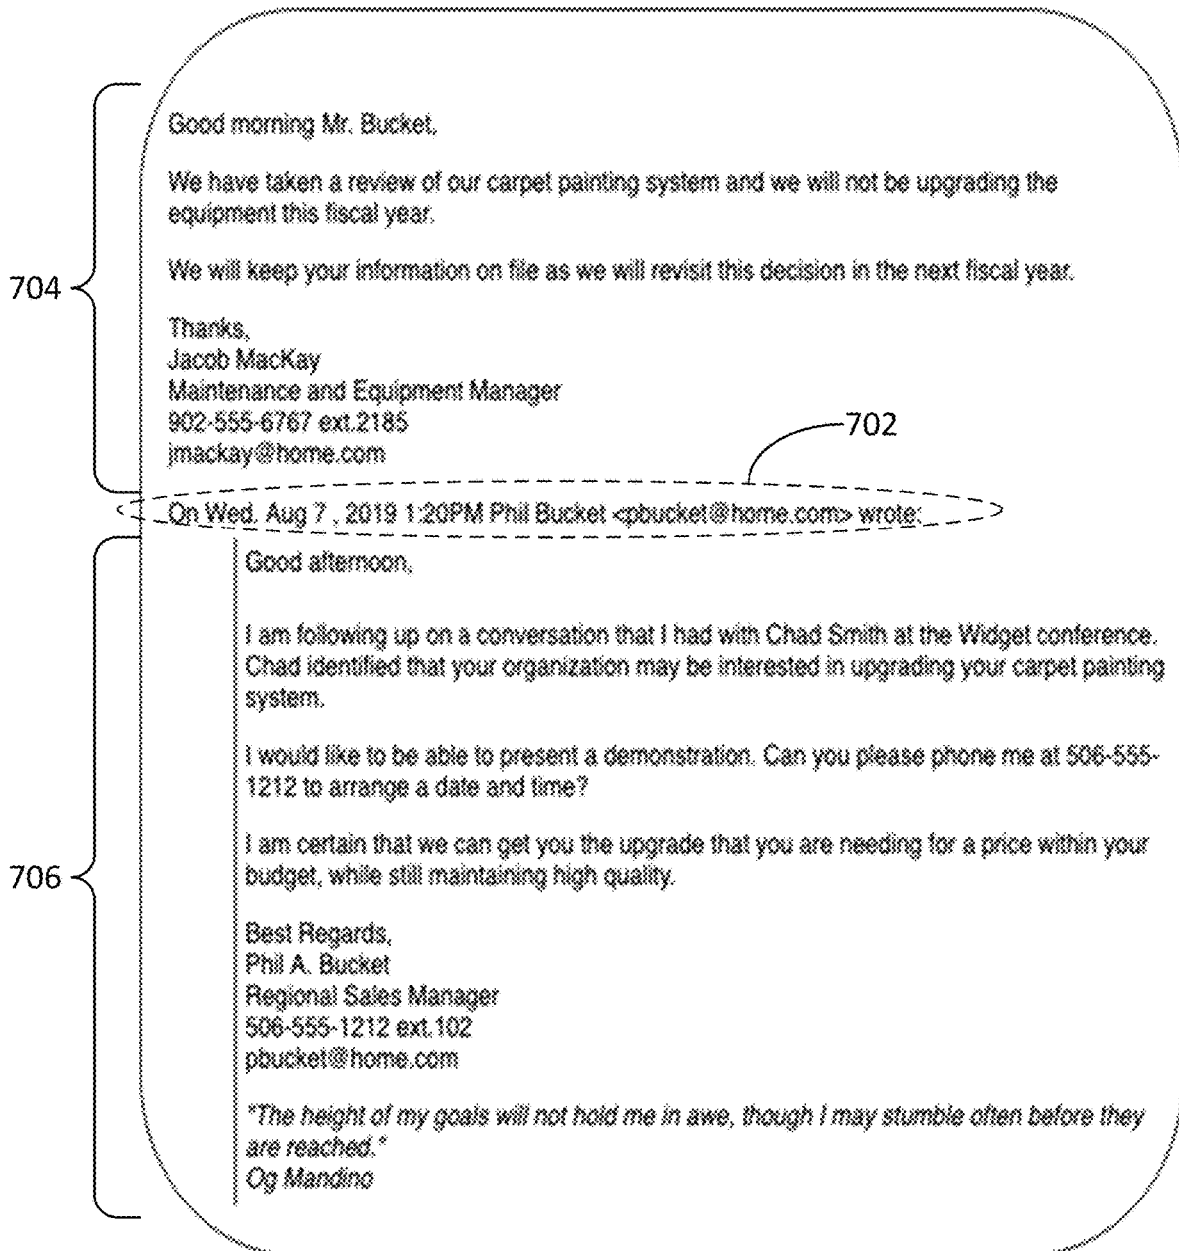 Good morning Mr. Bucket,
We have taken a review of our carpet painting system and we will not be upgrading the
equipment this fiscal year.
We will keep your information on file as we will revisit this decision in the next fiscal year.
704
Thanks,
Jacob MacKay
Maintenance and Equipment Manager
902-555-6767 ext.2185
702
jmackay@home.com
On Wed. Aug 7 , 2019 1:20PM Phil Bucket <pbucket@home.com> wrote:
Good afternoon,
I am following up on a conversation that I had with Chad Smith at the Widget conference.
Chad identified that your organization may be interested in upgrading your carpet painting
system.
I would like to be able to present a demonstration. Can you please phone me at 506-555-
1212 to arrange a date and time?
I am certain that we can get you the upgrade that you are needing for a price within your
budget, while still maintaining high quality.
706
Best Regards,
Phil A. Bucket
Regional Sales Manager
506-555-1212 ext.102
pbucket@home.com
"The height of my goals will not hold me in awe, though I may stumble often before they
are reached."
Og Mandino